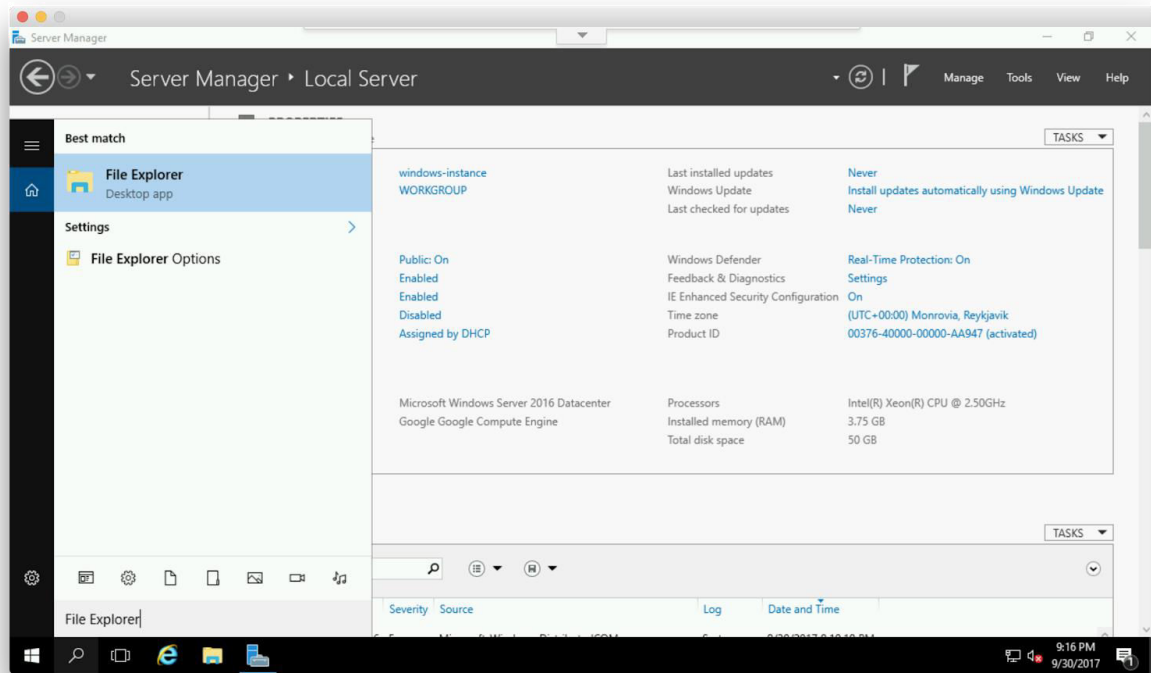 Server Manager
Server Manager • Local Server
Manage Tools View Help
Best match
File Explorer
Desktop app
Settings
File Explorer Options
File Explorer
TASKS
windows-instance
WORKGROUP
Last installed updates Never
Windows Update Install updates automatically using Windows Update
Last checked for updates Never
Public: On
Enabled
Enabled
Disabled
Assigned by DHCP
Windows Defender Real-Time Protection: On
Feedback & Diagnostics Settings
IE Enhanced Security Configuration On
Time zone (UTC+00:00) Monrovia, Reykjavik
Product ID 00376-40000-00000-AA947 (activated)
Microsoft Windows Server 2016 Datacenter
Google Google Compute Engine
Processors Intel(R) Xeon(R) CPU @ 2.50GHz
Installed memory (RAM) 3.75 GB
Total disk space 50 GB
TASKS
Severity Source Log Date and Time
9:16 PM
9/30/2017
1